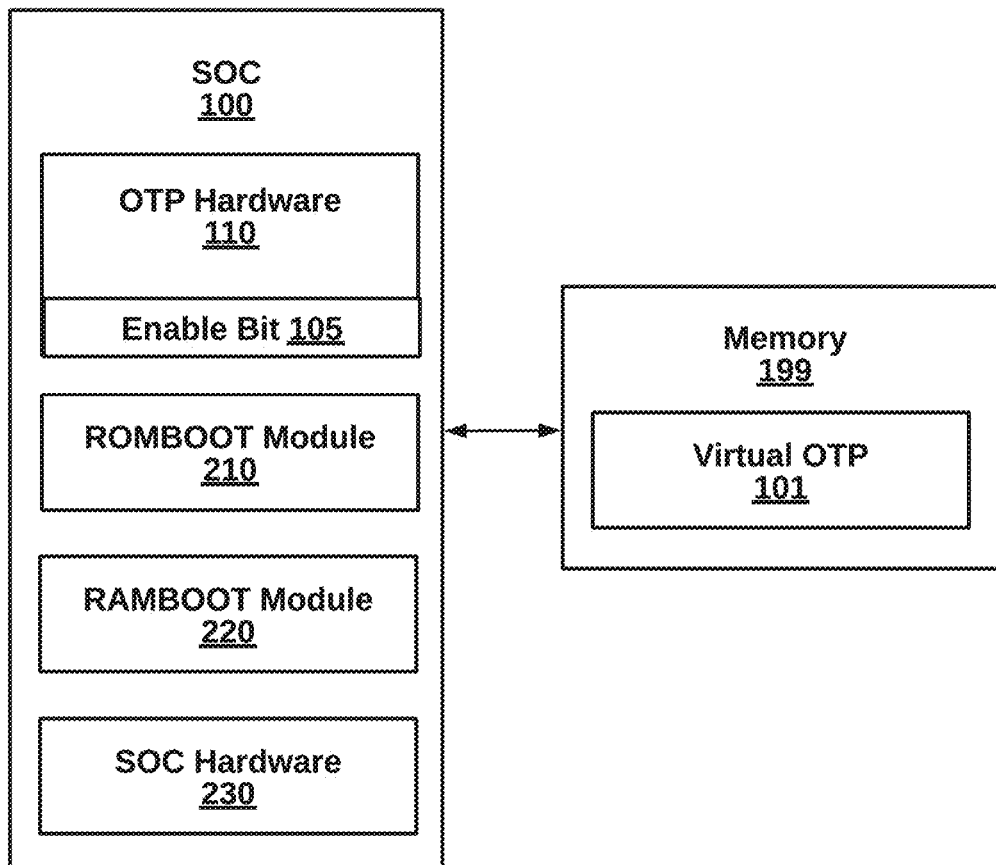 SOC
100
OTP Hardware
110
Enable Bit 105
ROMBOOT Module
210
RAMBOOT Module
220
SOC Hardware
230
Memory
199
Virtual OTP
101